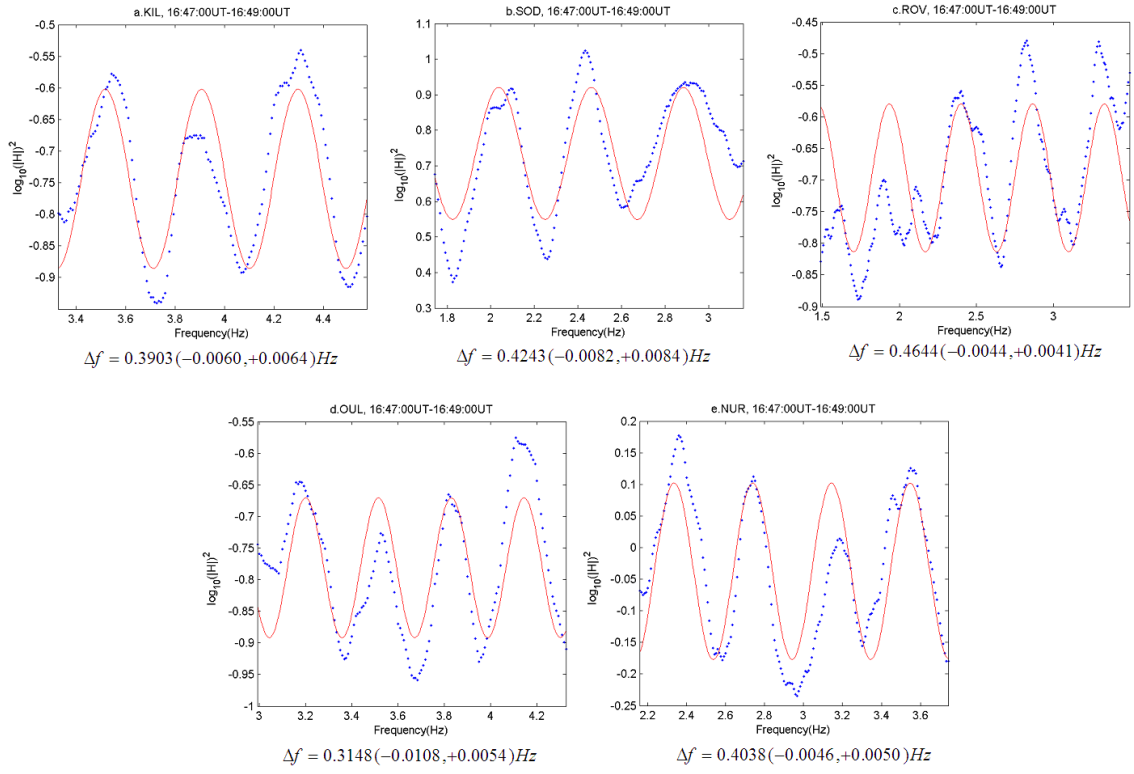 a.KIL, 16:47:00UT-16:49:00UT
-0.5
-0.55
-0.6
-0.65
-0.7
-0.75
-0.8
-0.85
-0.9
log10(|H|)^2
3.4 3.6 3.8 4 4.2 4.4
Frequency(Hz)
Δf = 0.3903(−0.0060,+0.0064)Hz
b.SOD, 16:47:00UT-16:49:00UT
1.1
1
0.9
0.8
0.7
0.6
0.5
0.4
0.3
log10(|H|)^2
1.8 2 2.2 2.4 2.6 2.8 3
Frequency(Hz)
Δf = 0.4243(−0.0082,+0.0084)Hz
c.ROV, 16:47:00UT-16:49:00UT
-0.45
-0.5
-0.55
-0.6
-0.65
-0.7
-0.75
-0.8
-0.85
-0.9
log10(|H|)^2
1.5 2 2.5 3
Frequency(Hz)
Δf = 0.4644(−0.0044,+0.0041)Hz
d.OUL, 16:47:00UT-16:49:00UT
-0.55
-0.6
-0.65
-0.7
-0.75
-0.8
-0.85
-0.9
-0.95
-1
log10(|H|)^2
3 3.2 3.4 3.6 3.8 4 4.2
Frequency(Hz)
Δf = 0.3148(−0.0108,+0.0054)Hz
e.NUR, 16:47:00UT-16:49:00UT
0.2
0.15
0.1
0.05
0
-0.05
-0.1
-0.15
-0.2
-0.25
log10(|H|)^2
2.2 2.4 2.6 2.8 3 3.2 3.4 3.6
Frequency(Hz)
Δf = 0.4038(−0.0046,+0.0050)Hz